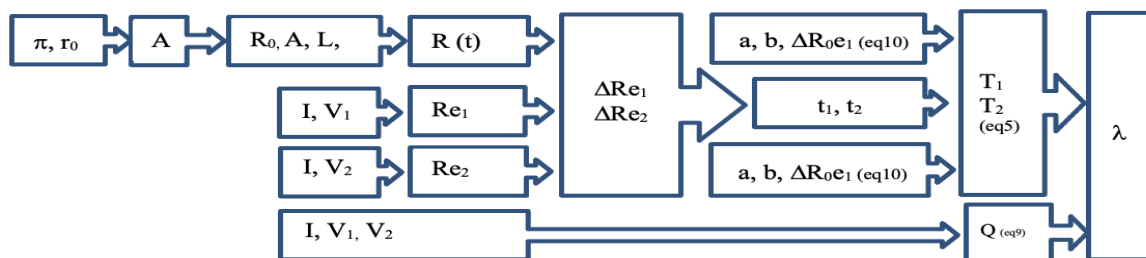 π, r₀
A
R₀, A, L,
R (t)
I, V₁
Re₁
I, V₂
Re₂
ΔRe₁
ΔRe₂
a, b, ΔR₀e₁ (eq10)
t₁, t₂
a, b, ΔR₀e₁ (eq10)
T₁
T₂
(eq5)
λ
I, V₁, V₂
Q (eq9)